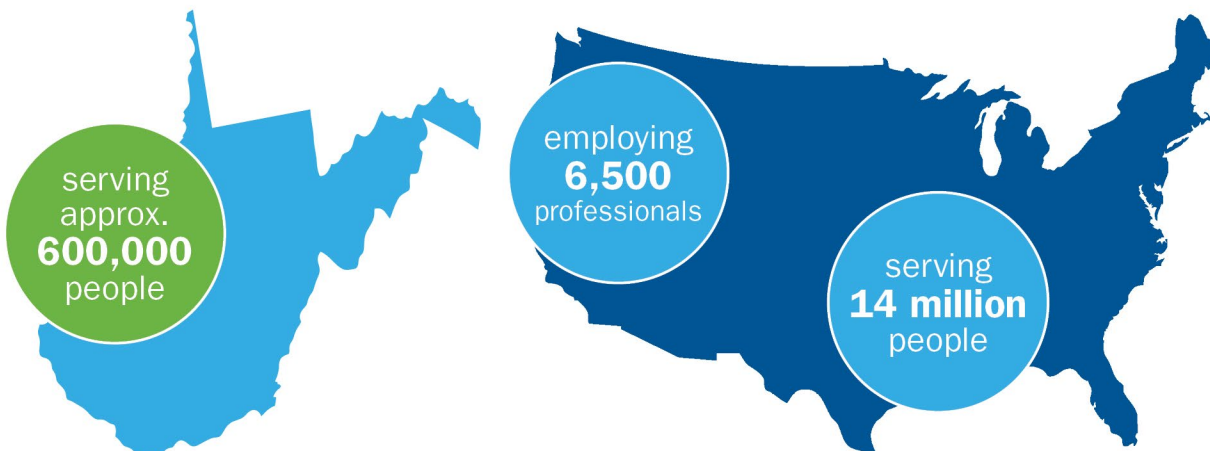 serving
approx.
600,000
people
employing
6,500
professionals
serving
14 million
people